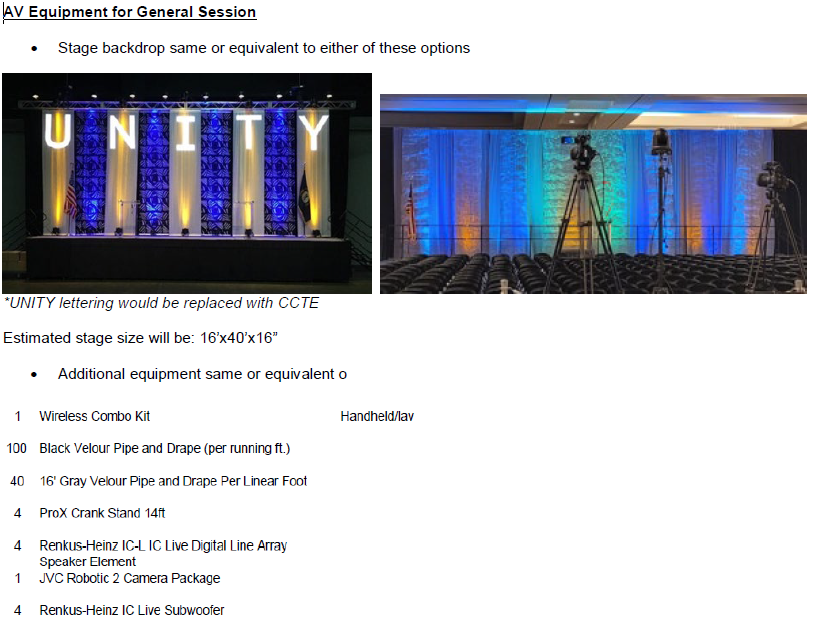 AV Equipment for General Session
• Stage backdrop same or equivalent to either of these options
UNITY
*UNITY lettering would be replaced with CCTE
Estimated stage size will be: 16’x40’x16”
• Additional equipment same or equivalent o
1 Wireless Combo Kit Handheld/lav
100 Black Velour Pipe and Drape (per running ft.)
40 16' Gray Velour Pipe and Drape Per Linear Foot
4 ProX Crank Stand 14ft
4 Renkus-Heinz IC-L IC Live Digital Line Array
Speaker Element
1 JVC Robotic 2 Camera Package
4 Renkus-Heinz IC Live Subwoofer